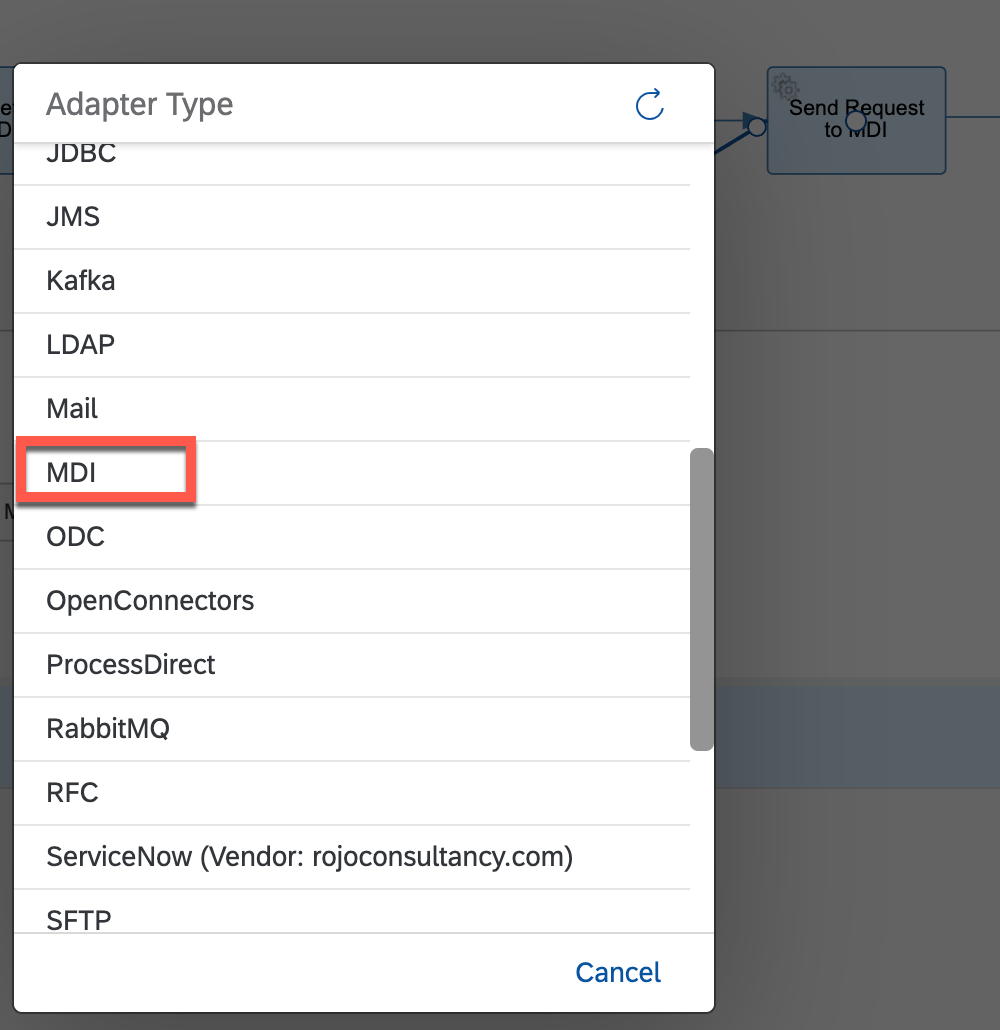 Adapter Type
JDBC
JMS
Kafka
LDAP
Mail
MDI
ODC
OpenConnectors
ProcessDirect
RabbitMQ
RFC
ServiceNow (Vendor: rojoconsultancy.com)
SFTP
Cancel
Send Request
to MDI